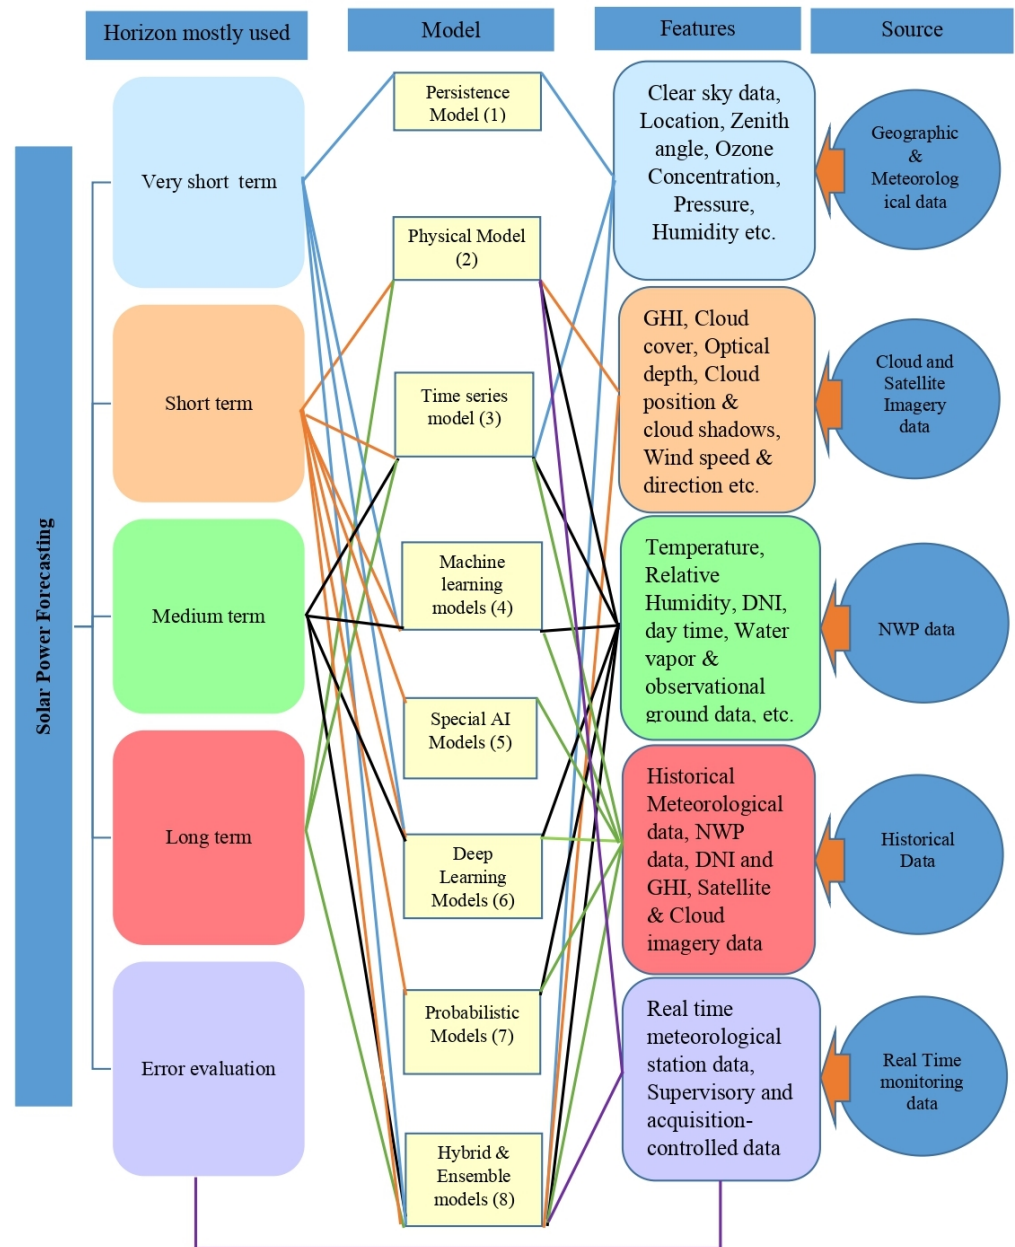 Horizon mostly used
Model
Features
Source
Solar Power Forecasting
Very short  term
Short term
Medium term
Long term
Error evaluation
Persistence
Model (1)
Physical Model
(2)
Time series
model (3)
Machine
learning
models (4)
Special AI
Models (5)
Deep
Learning
Models (6)
Probabilistic
Models (7)
Hybrid &
Ensemble
models (8)
Clear sky data,
Location, Zenith
angle, Ozone
Concentration,
Pressure,
Humidity etc.
GHI, Cloud
cover, Optical
depth, Cloud
position &
cloud shadows,
Wind speed &
direction etc.
Temperature,
Relative
Humidity, DNI,
day time, Water
vapor &
observational
ground data, etc.
Historical
Meteorological
data, NWP
data, DNI and
GHI, Satellite
& Cloud
imagery data
Real time
meteorological
station data,
Supervisory and
acquisition-
controlled data
Geographic
&
Meteorolog
ical data
Cloud and
Satellite
Imagery
data
NWP data
Historical
Data
Real Time
monitoring
data